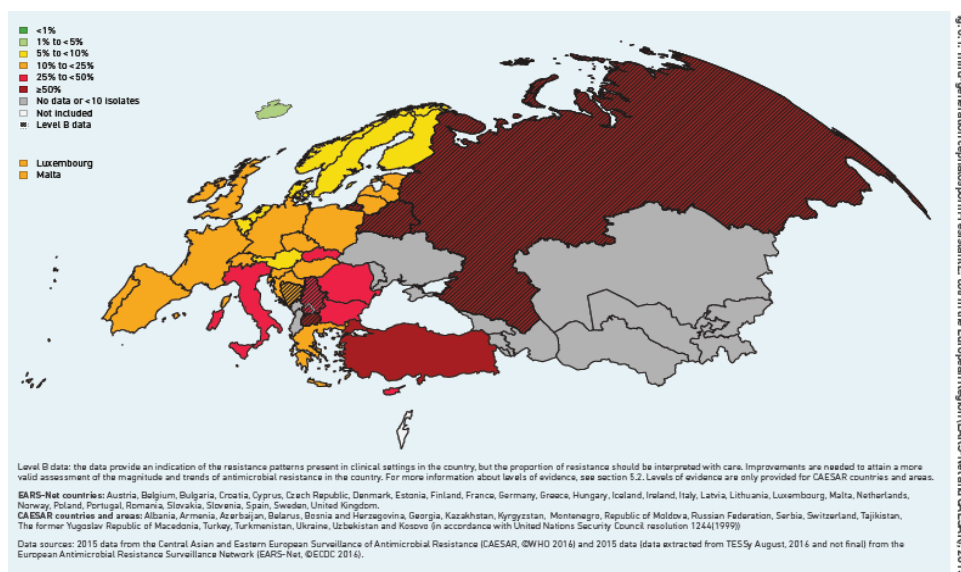 <1%
1% to <5%
5% to <10%
10% to <25%
25% to <50%
≥50%
No data or <10 isolates
Not included
Level B data
Luxembourg
Malta
Level B data: the data provide an indication of the resistance patterns present in clinical settings in the country, but the proportion of resistance should be interpreted with care. Improvements are needed to attain a more
valid assessment of the magnitude and trends of antimicrobial resistance in the country. For more information about levels of evidence, see section 5.2. Levels of evidence are only provided for CAESAR countries and areas.
EARS-Net countries: Austria, Belgium, Bulgaria, Croatia, Cyprus, Czech Republic, Denmark, Estonia, Finland, France, Germany, Greece, Hungary, Iceland, Ireland, Italy, Latvia, Lithuania, Luxembourg, Malta, Netherlands,
Norway, Poland, Portugal, Romania, Slovakia, Slovenia, Spain, Sweden, United Kingdom.
CAESAR countries and areas: Albania, Armenia, Azerbaijan, Belarus, Bosnia and Herzegovina, Georgia, Kazakhstan, Kyrgyzstan, Montenegro, Republic of Moldova, Russian Federation, Serbia, Switzerland, Tajikistan,
The former Yugoslav Republic of Macedonia, Turkey, Turkmenistan, Ukraine, Uzbekistan and Kosovo (in accordance with United Nations Security Council resolution 1244(1999))
Data sources: 2015 data from the Central Asian and Eastern European Surveillance of Antimicrobial Resistance (CAESAR, ©WHO 2016) and 2015 data (data extracted from TESSy August, 2016 and not final) from the
European Antimicrobial Resistance Surveillance Network (EARS-Net, ©ECDC 2016).